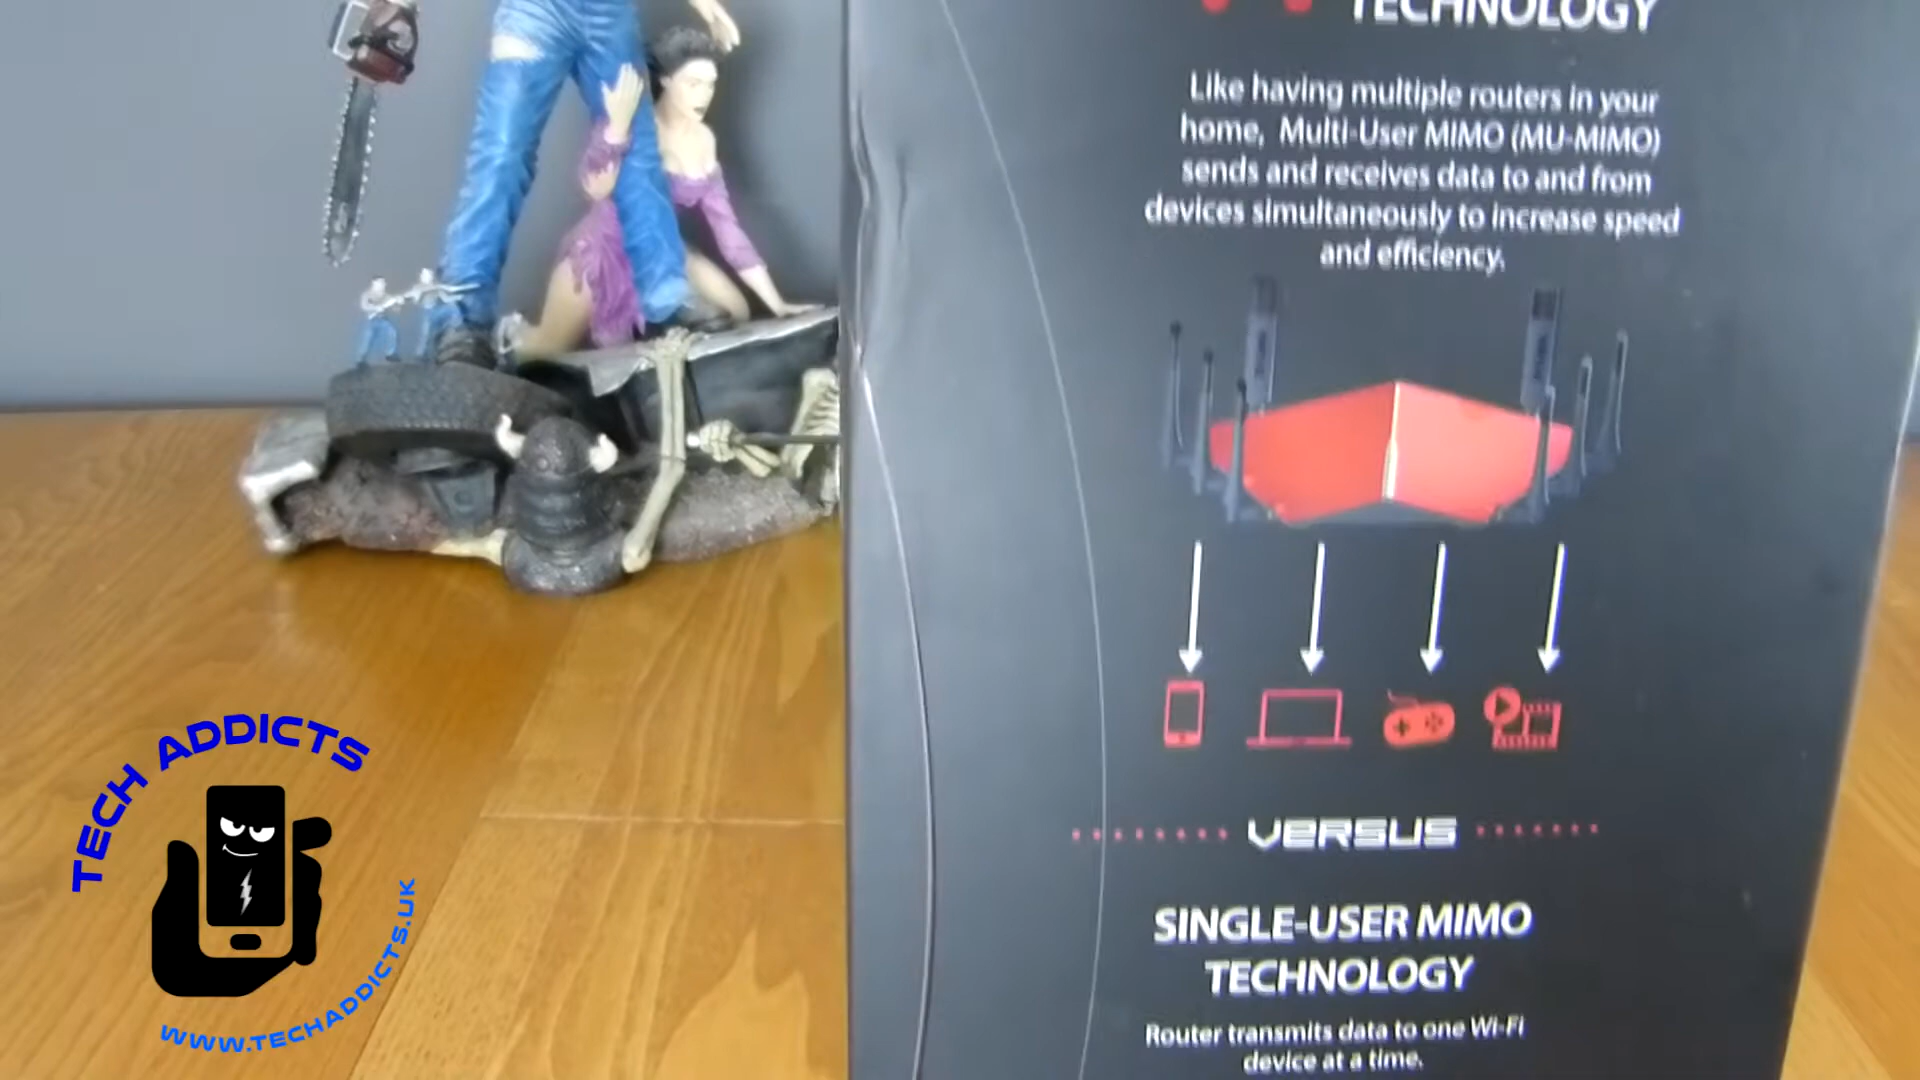 TECHNOLOGY
Like having multiple routers in your
home, Multi-User MIMO (MU-MIMO)
sends and receives data to and from
devices simultaneously to increase speed
and efficiency.
VERSUS
SINGLE-USER MIMO
TECHNOLOGY
Router transmits data to one Wi-Fi
device at a time.
TECH ADDICTS
WWW.TECHADDICTS.UK